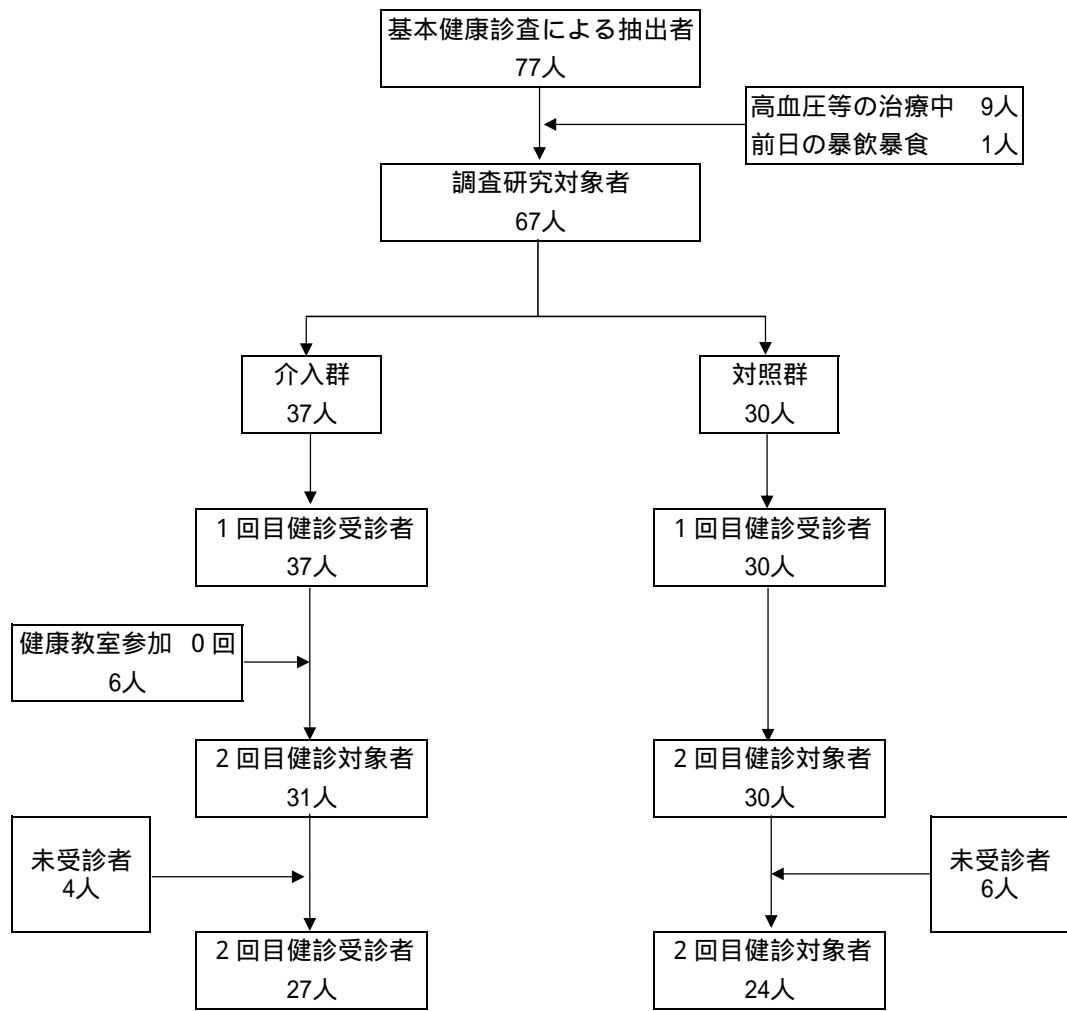 基本健康診査による抽出者
77人
高血圧等の治療中 9人
前日の暴飲暴食 1人
調査研究対象者
67人
介入群
37人
対照群
30人
1回目健診受診者
37人
1回目健診受診者
30人
健康教室参加 0回
6人
2回目健診対象者
31人
2回目健診対象者
30人
未受診者
4人
未受診者
6人
2回目健診受診者
27人
2回目健診対象者
24人